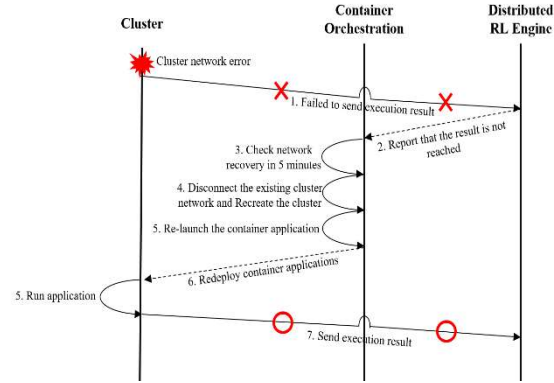 Cluster
Container
Orchestration
Distributed
RL Engine
Cluster network error
1. Failed to send execution result
2. Report that the result is not
reached
3. Check network
recovery in 5 minutes
4. Disconnect the existing cluster
network and Recreate the cluster
5. Re-launch the container application
6. Redeploy container applications
5. Run application
7. Send execution result